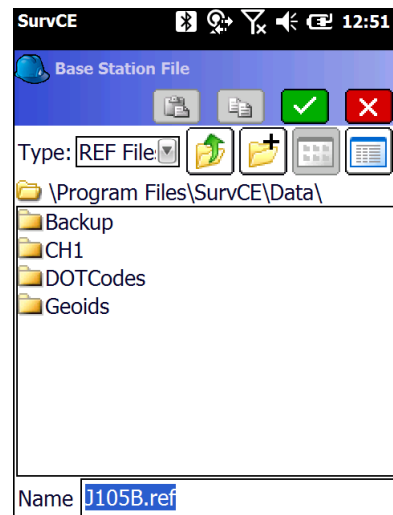 SurvCE 12:51
Base Station File
Type: REF File
\Program Files\SurvCE\Data\
Backup
CH1
DOTCodes
Geoids
Name J105B.ref